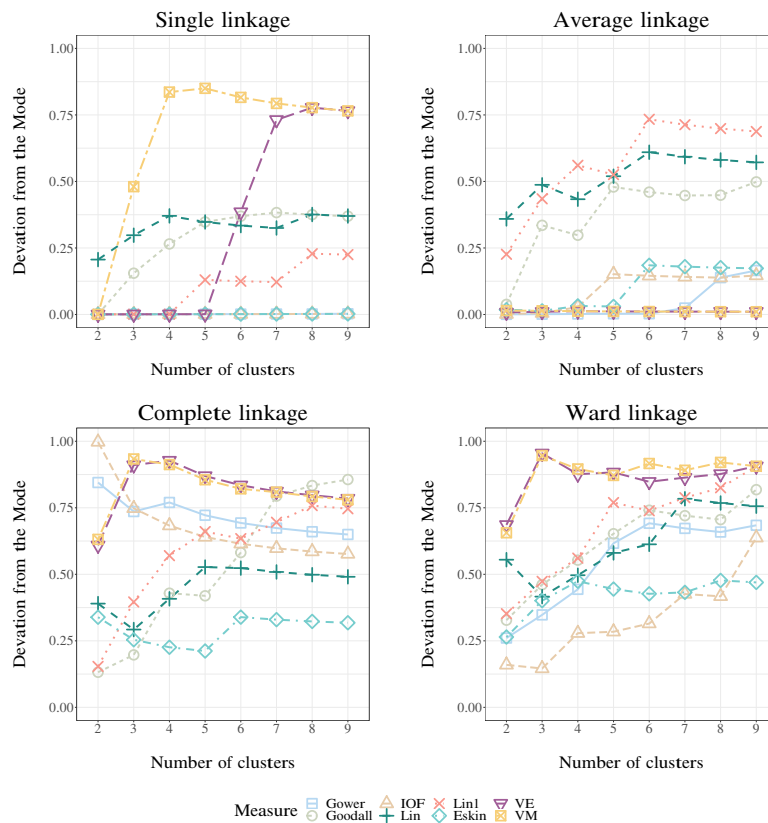 Single linkage
Average linkage
Devation from the Mode
1.00
0.75
0.50
0.25
0.00
2 3 4 5 6 7 8 9
Number of clusters
Devation from the Mode
1.00
0.75
0.50
0.25
0.00
2 3 4 5 6 7 8 9
Number of clusters
Complete linkage
Ward linkage
Devation from the Mode
1.00
0.75
0.50
0.25
0.00
2 3 4 5 6 7 8 9
Number of clusters
Devation from the Mode
1.00
0.75
0.50
0.25
0.00
2 3 4 5 6 7 8 9
Number of clusters
Measure
Gower IOF Lin1 VE
Goodall Lin Eskin VM